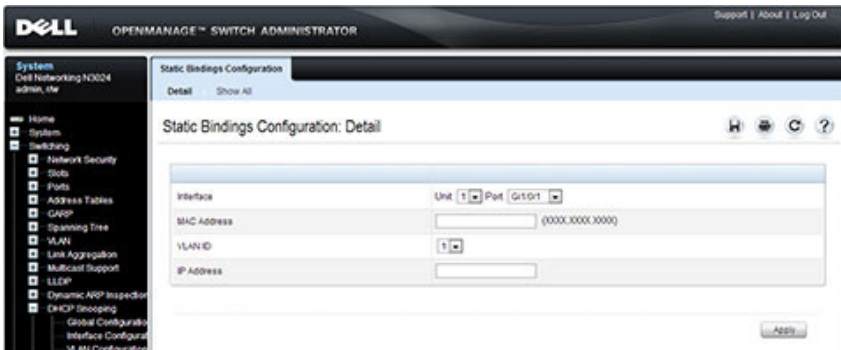 Support | About | Log Out
DELL OPENMANAGE™ SWITCH ADMINISTRATOR
System
Dell Networking N3024
admin, r/w
Home
System
Switching
Network Security
Slots
Ports
Address Tables
GARP
Spanning Tree
VLAN
Link Aggregation
Multicast Support
LLDP
Dynamic ARP Inspection
DHCP Snooping
Global Configuratio
Interface Configurat
VLAN Configuration
Static Bindings Configuration
Detail Show All
Static Bindings Configuration: Detail
Interface Unit 1 Port Gi1/0/1
MAC Address (XXXX.XXXX.XXXX)
VLAN ID 1
IP Address
Apply